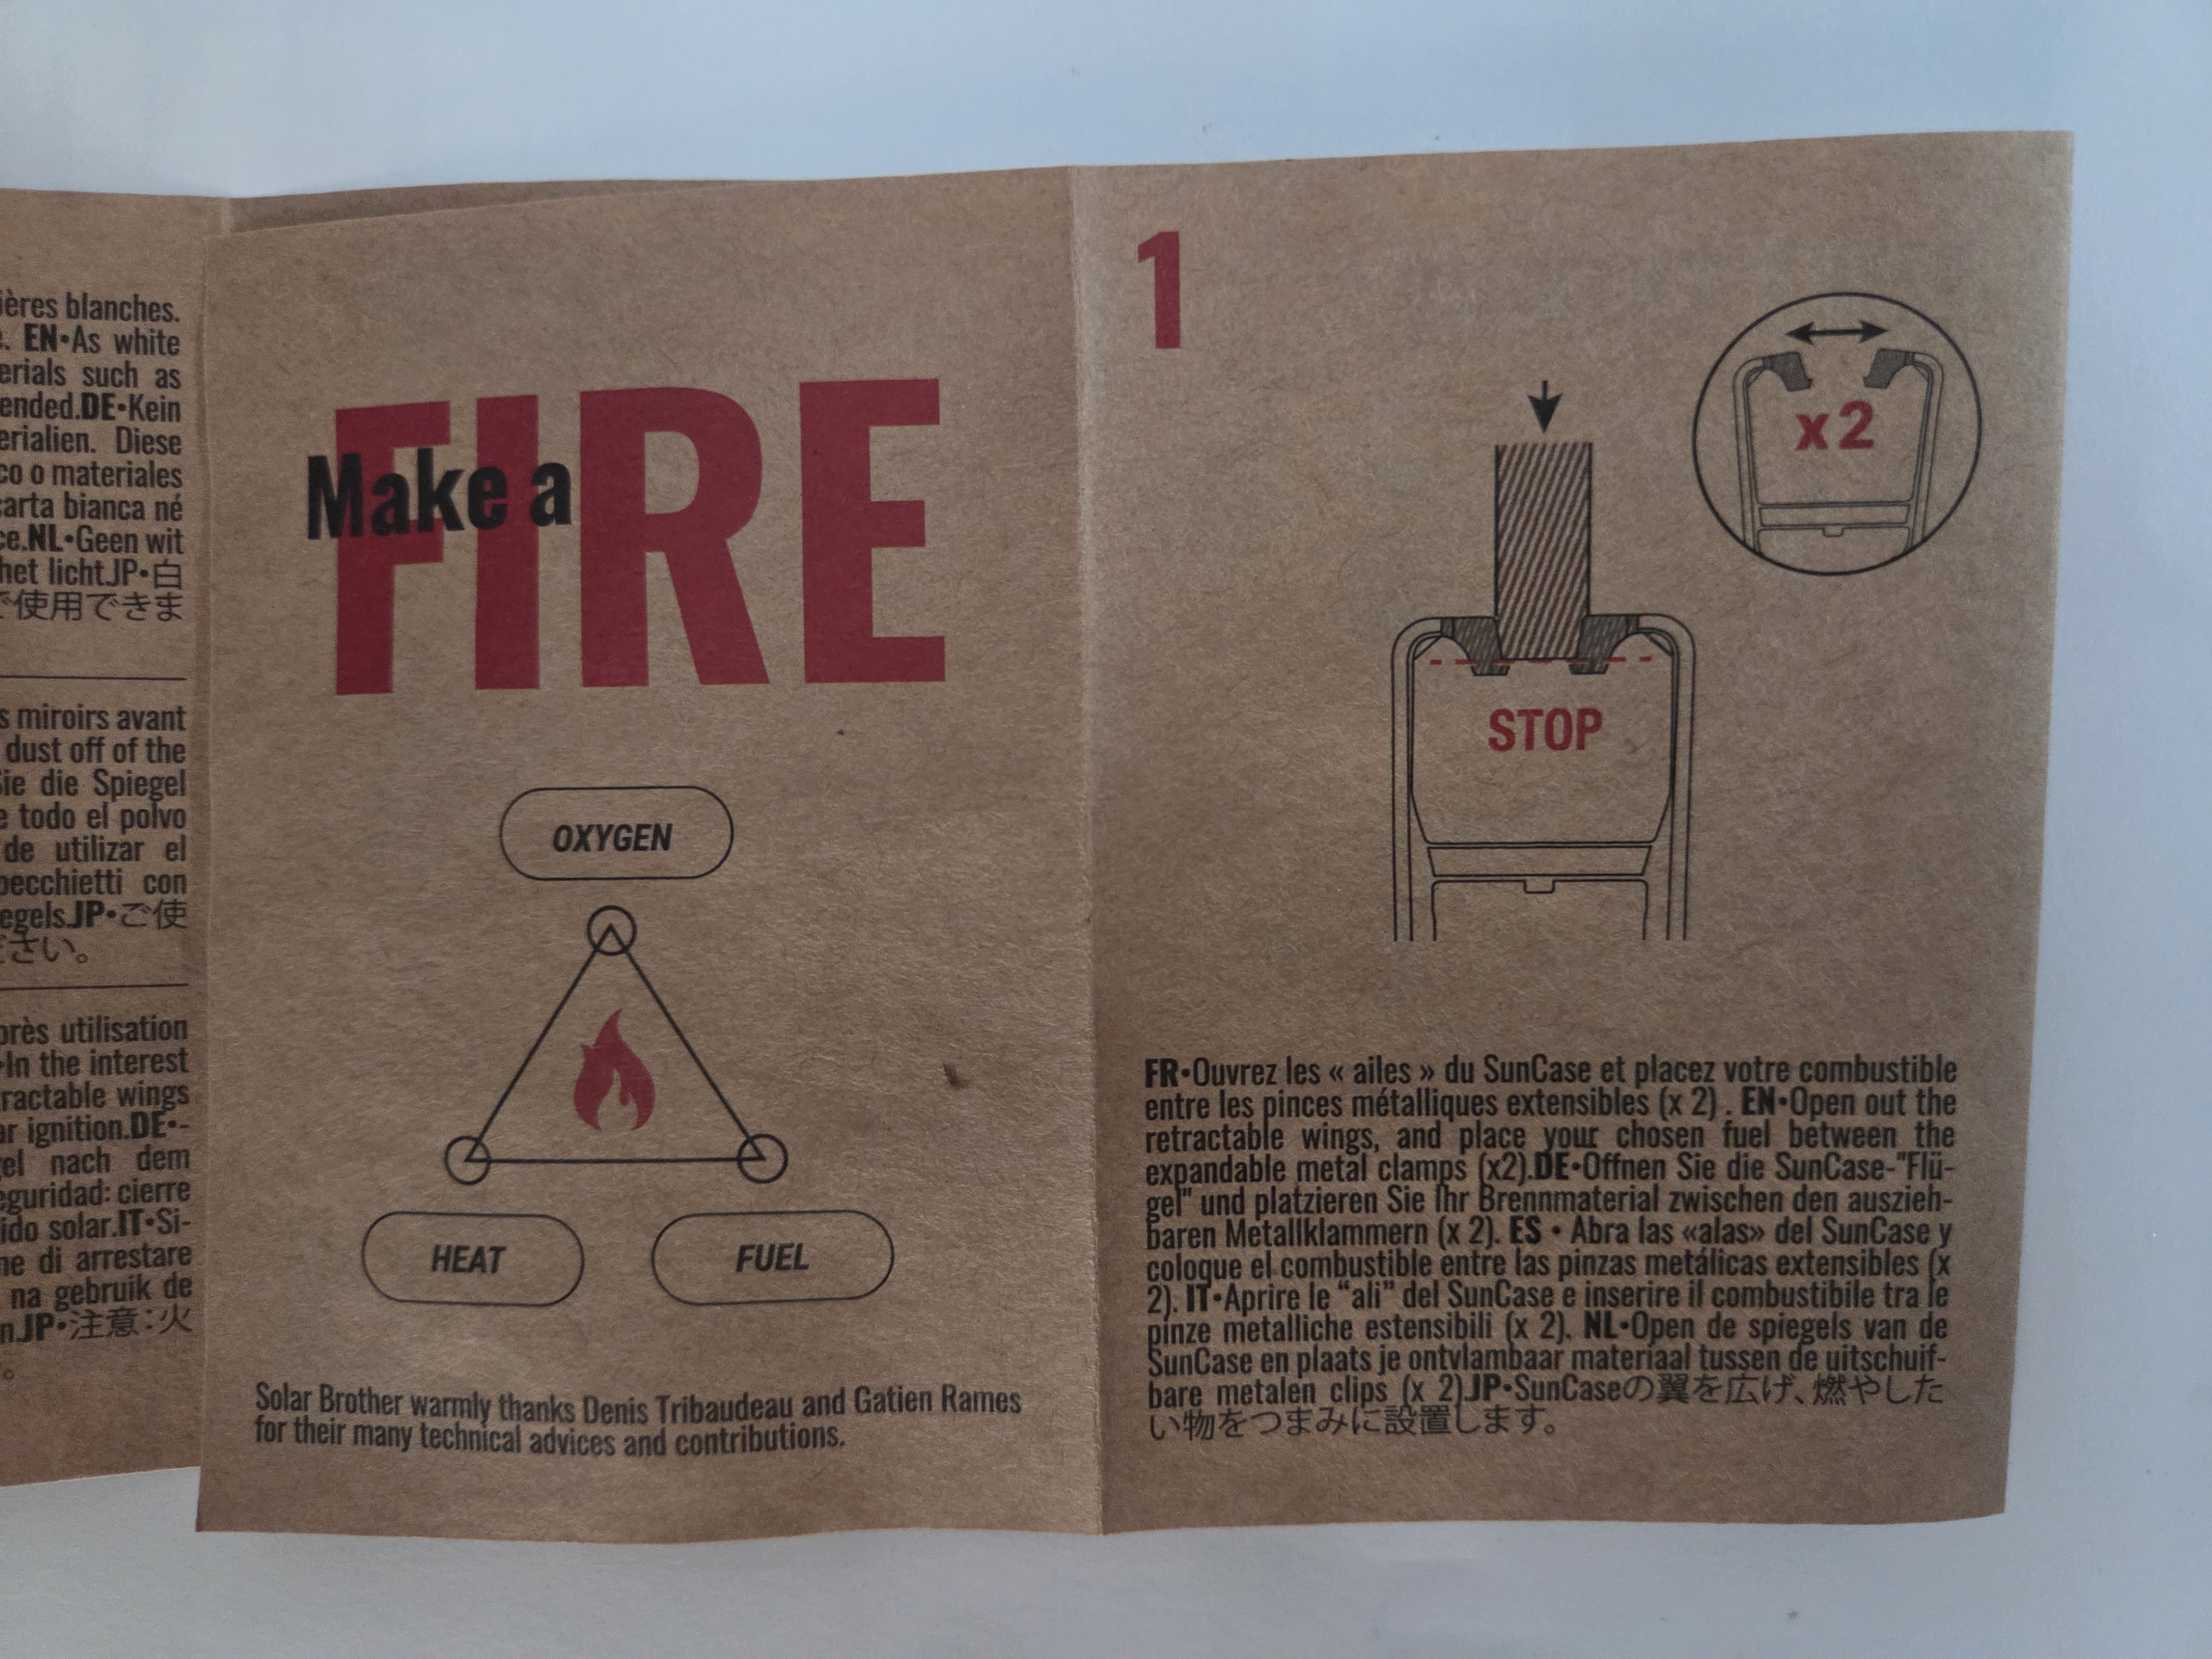 ières blanches.
. EN•As white
erials such as
ended.DE•Kein
erialien. Diese
co o materiales
carta bianca né
ce.NL•Geen wit
het licht.JP•白
で使用できま
s miroirs avant
dust off of the
Sie die Spiegel
e todo el polvo
de utilizar el
pecchietti con
egels.JP•ご使
ださい。
près utilisation
•In the interest
ractable wings
ar ignition.DE•-
gel nach dem
eguridad: cierre
ido solar.IT•Si-
ne di arrestare
na gebruik de
n.JP•注意：火
。
Make a
FIRE
OXYGEN
HEAT
FUEL
Solar Brother warmly thanks Denis Tribaudeau and Gatien Rames
for their many technical advices and contributions.
1
x2
STOP
FR•Ouvrez les « ailes » du SunCase et placez votre combustible
entre les pinces métalliques extensibles (x 2) . EN•Open out the
retractable wings, and place your chosen fuel between the
expandable metal clamps (x2).DE•Öffnen Sie die SunCase-"Flü-
gel" und platzieren Sie Ihr Brennmaterial zwischen den auszieh-
baren Metallklammern (x 2). ES • Abra las «alas» del SunCase y
coloque el combustible entre las pinzas metálicas extensibles (x
2). IT•Aprire le “ali” del SunCase e inserire il combustibile tra le
pinze metalliche estensibili (x 2). NL•Open de spiegels van de
SunCase en plaats je ontvlambaar materiaal tussen de uitschuif-
bare metalen clips (x 2).JP•SunCaseの翼を広げ、燃やした
い物をつまみに設置します。